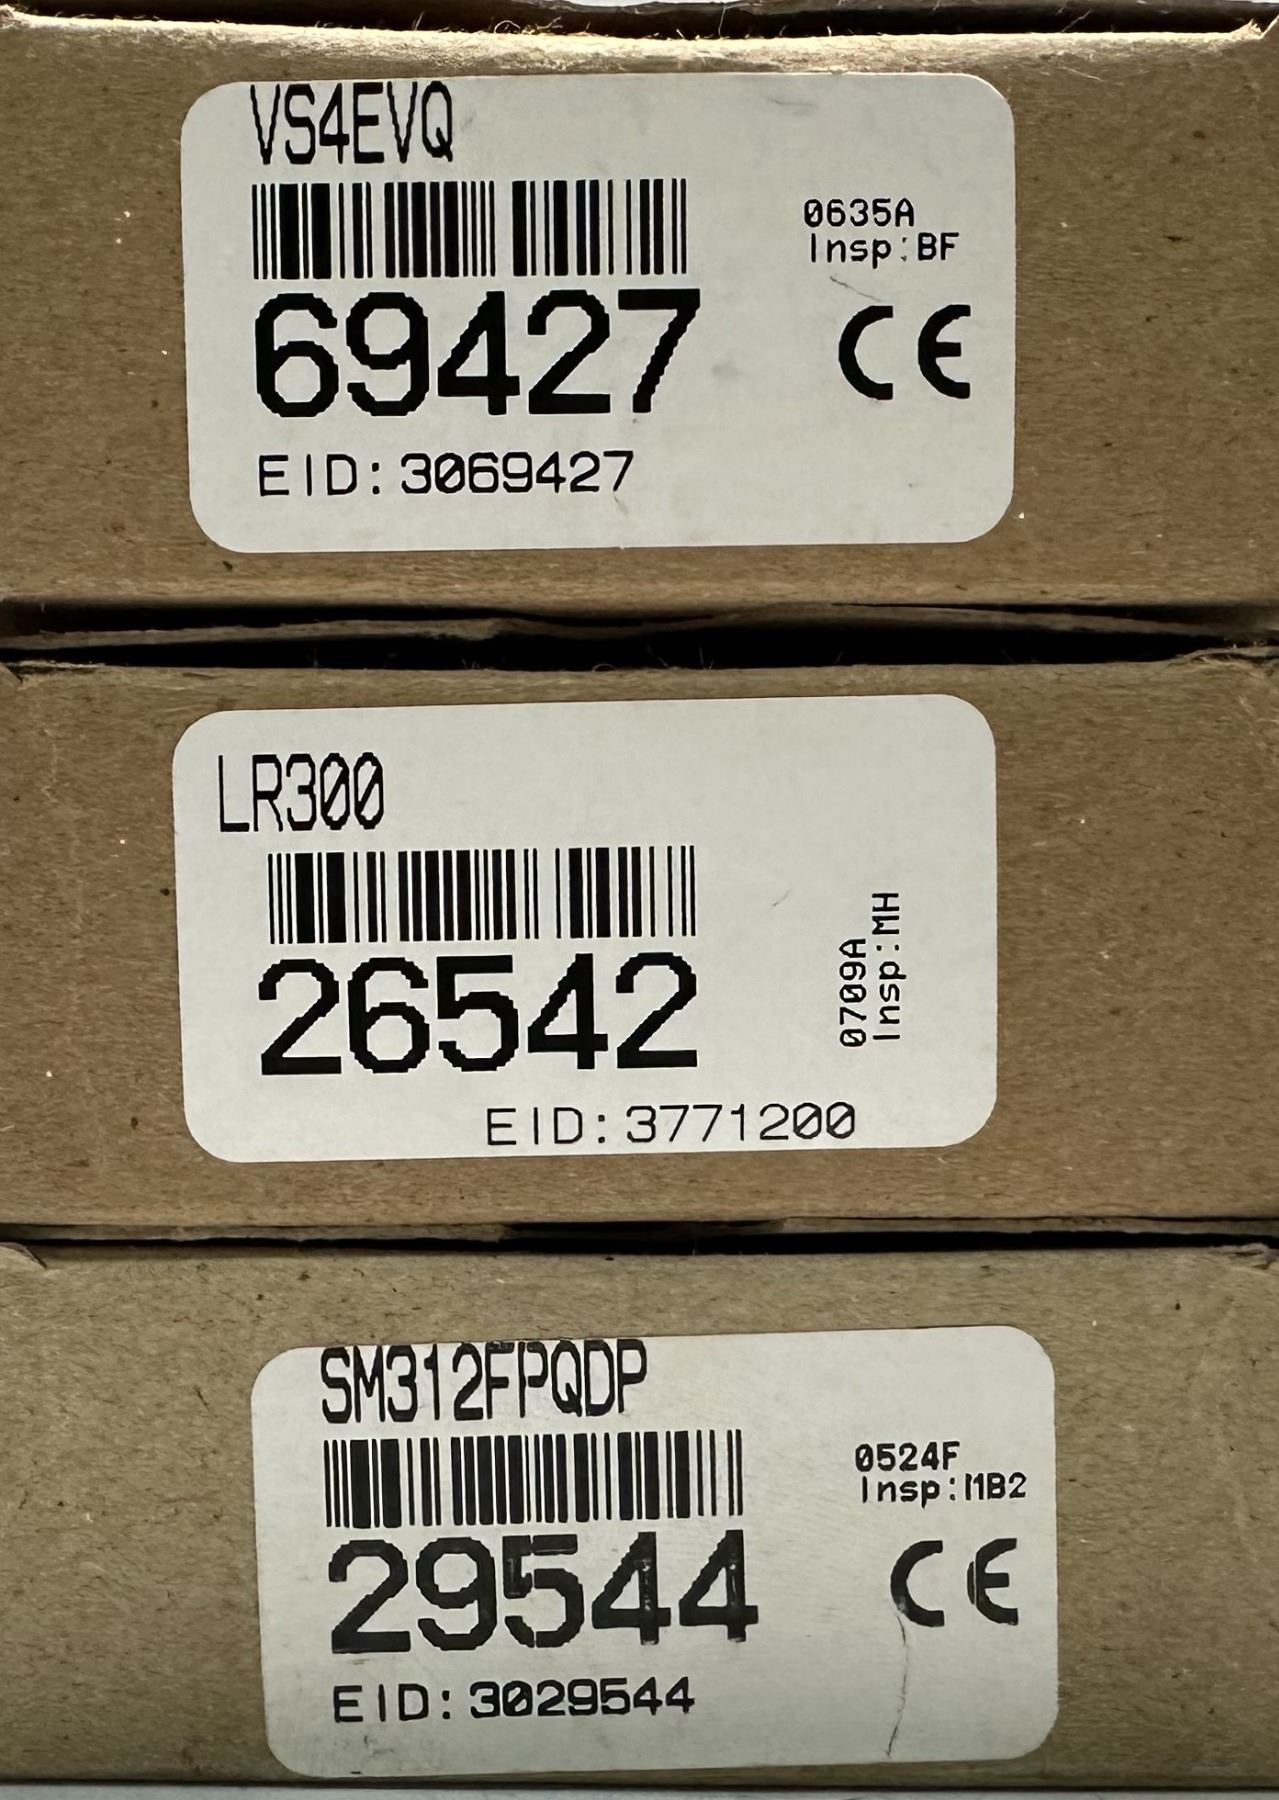 VS4EVQ
0635A
Insp:BF
69427
CE
EID:3069427
LR300
0709A
Insp:MH
26542
EID:3771200
SM312FPQDP
0524F
Insp:MB2
29544
CE
EID:3029544